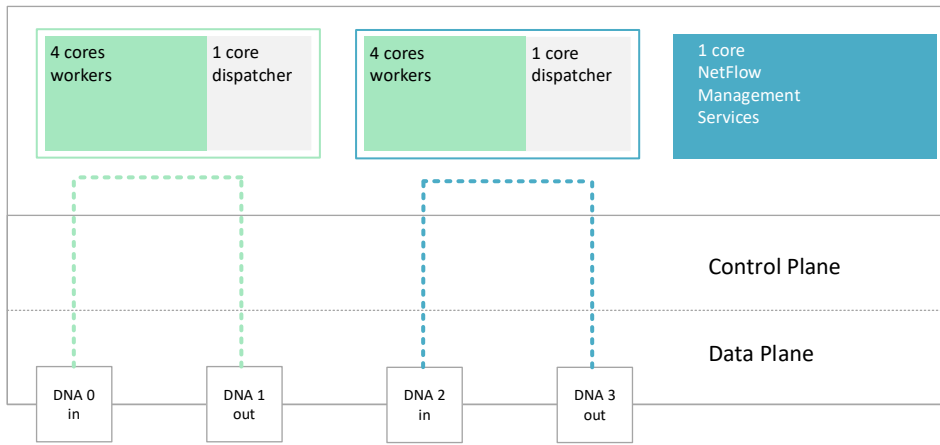 4 cores
workers
1 core
dispatcher
4 cores
workers
1 core
dispatcher
1 core
NetFlow
Management
Services
Control Plane
Data Plane
DNA 0
in
DNA 1
out
DNA 2
in
DNA 3
out